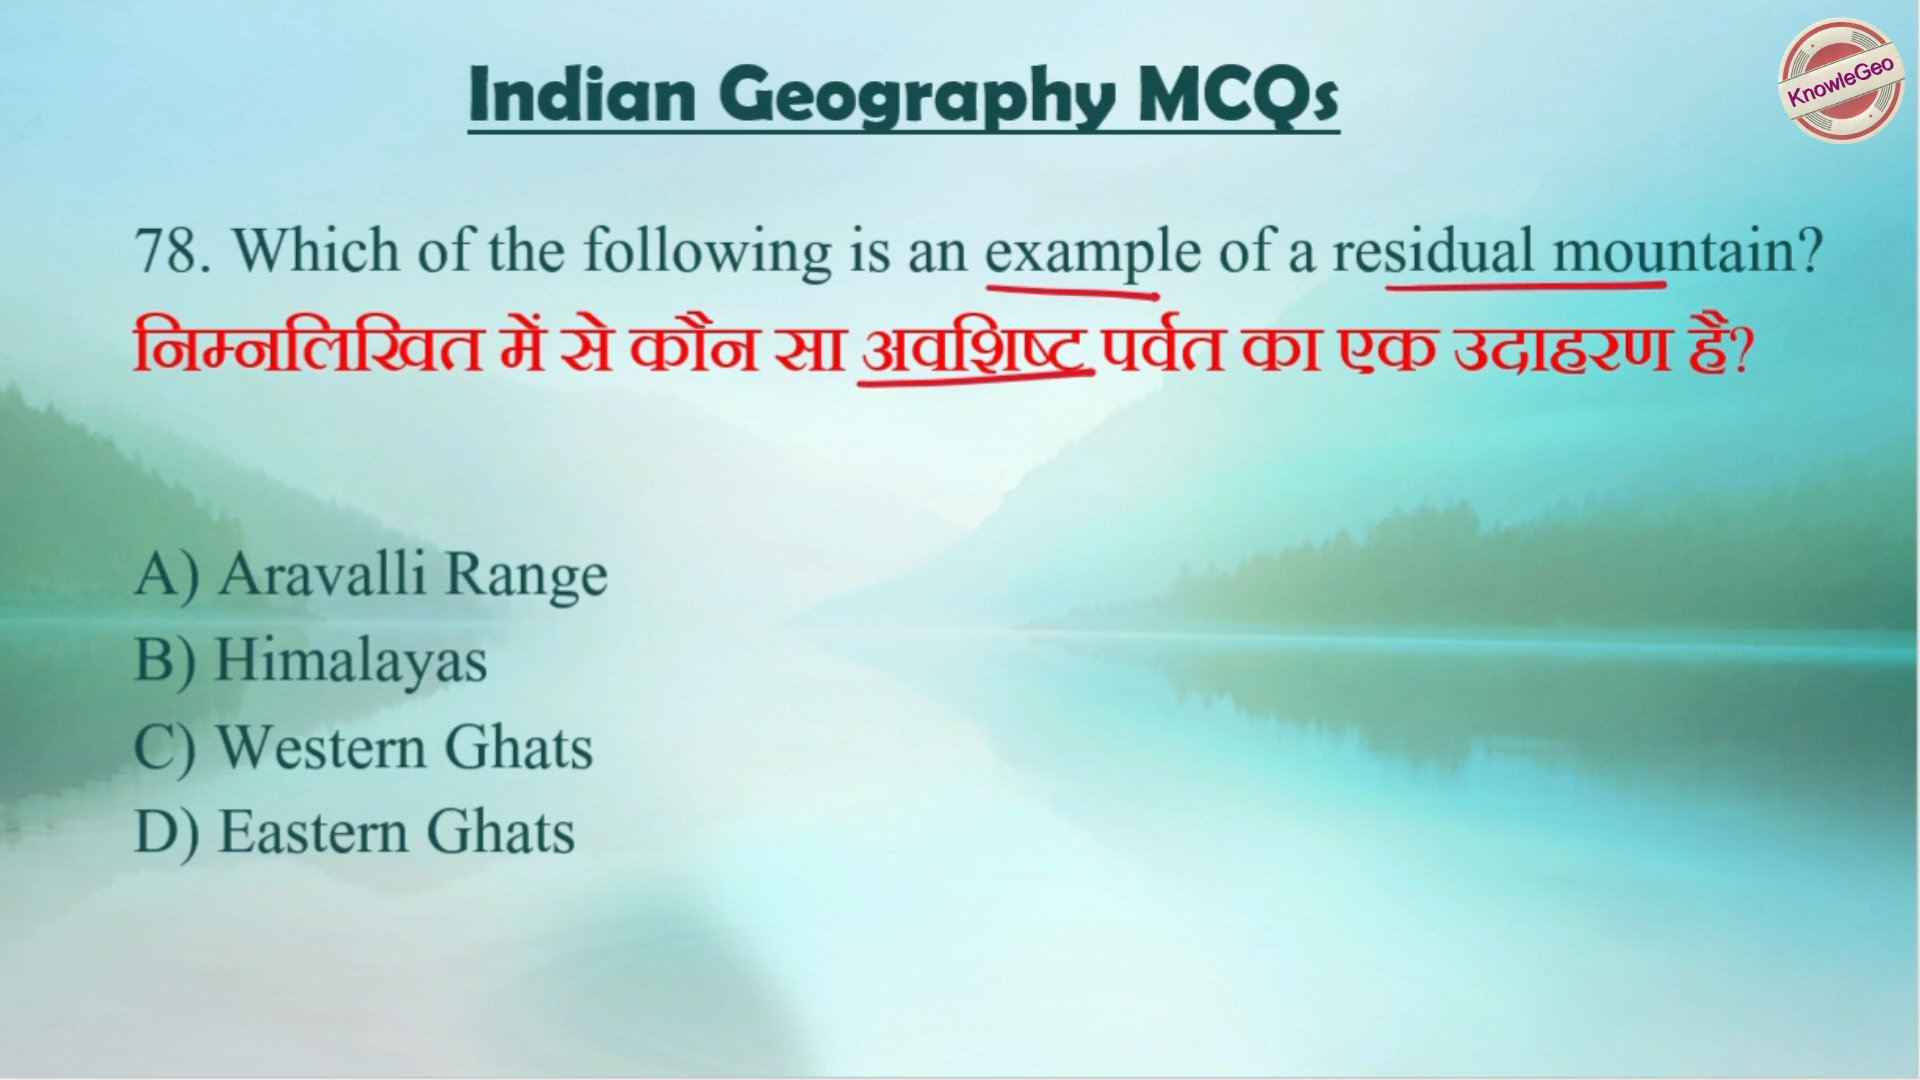 Indian Geography MCQs
KnowleGeo
78. Which of the following is an example of a residual mountain?
निम्नलिखित में से कौन सा अवशिष्ट पर्वत का एक उदाहरण है?
A) Aravalli Range
B) Himalayas
C) Western Ghats
D) Eastern Ghats